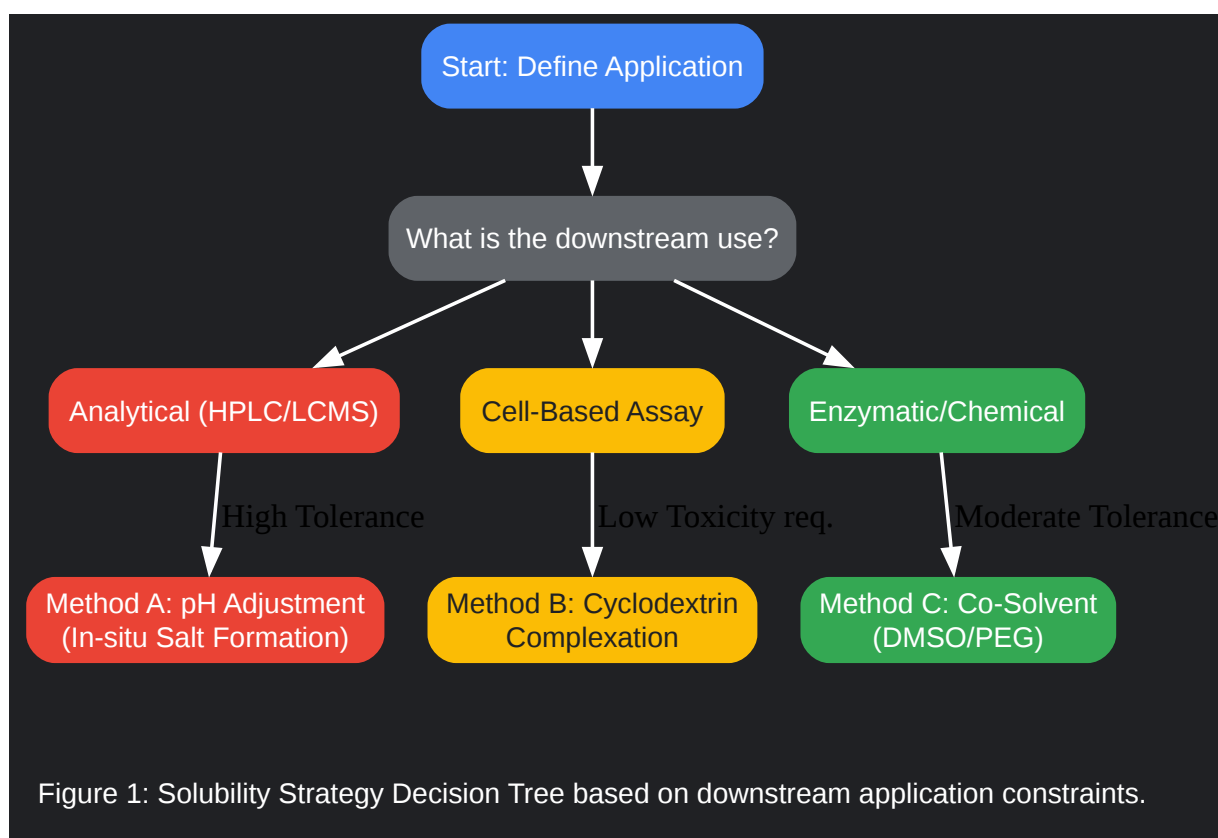 Start: Define Application
What is the downstream use?
Analytical (HPLC/LCMS)
Cell-Based Assay
Enzymatic/Chemical
High Tolerance
Low Toxicity req.
Moderate Tolerance
Method A: pH Adjustment
(In-situ Salt Formation)
Method B: Cyclodextrin
Complexation
Method C: Co-Solvent
(DMSO/PEG)
Figure 1: Solubility Strategy Decision Tree based on downstream application constraints.